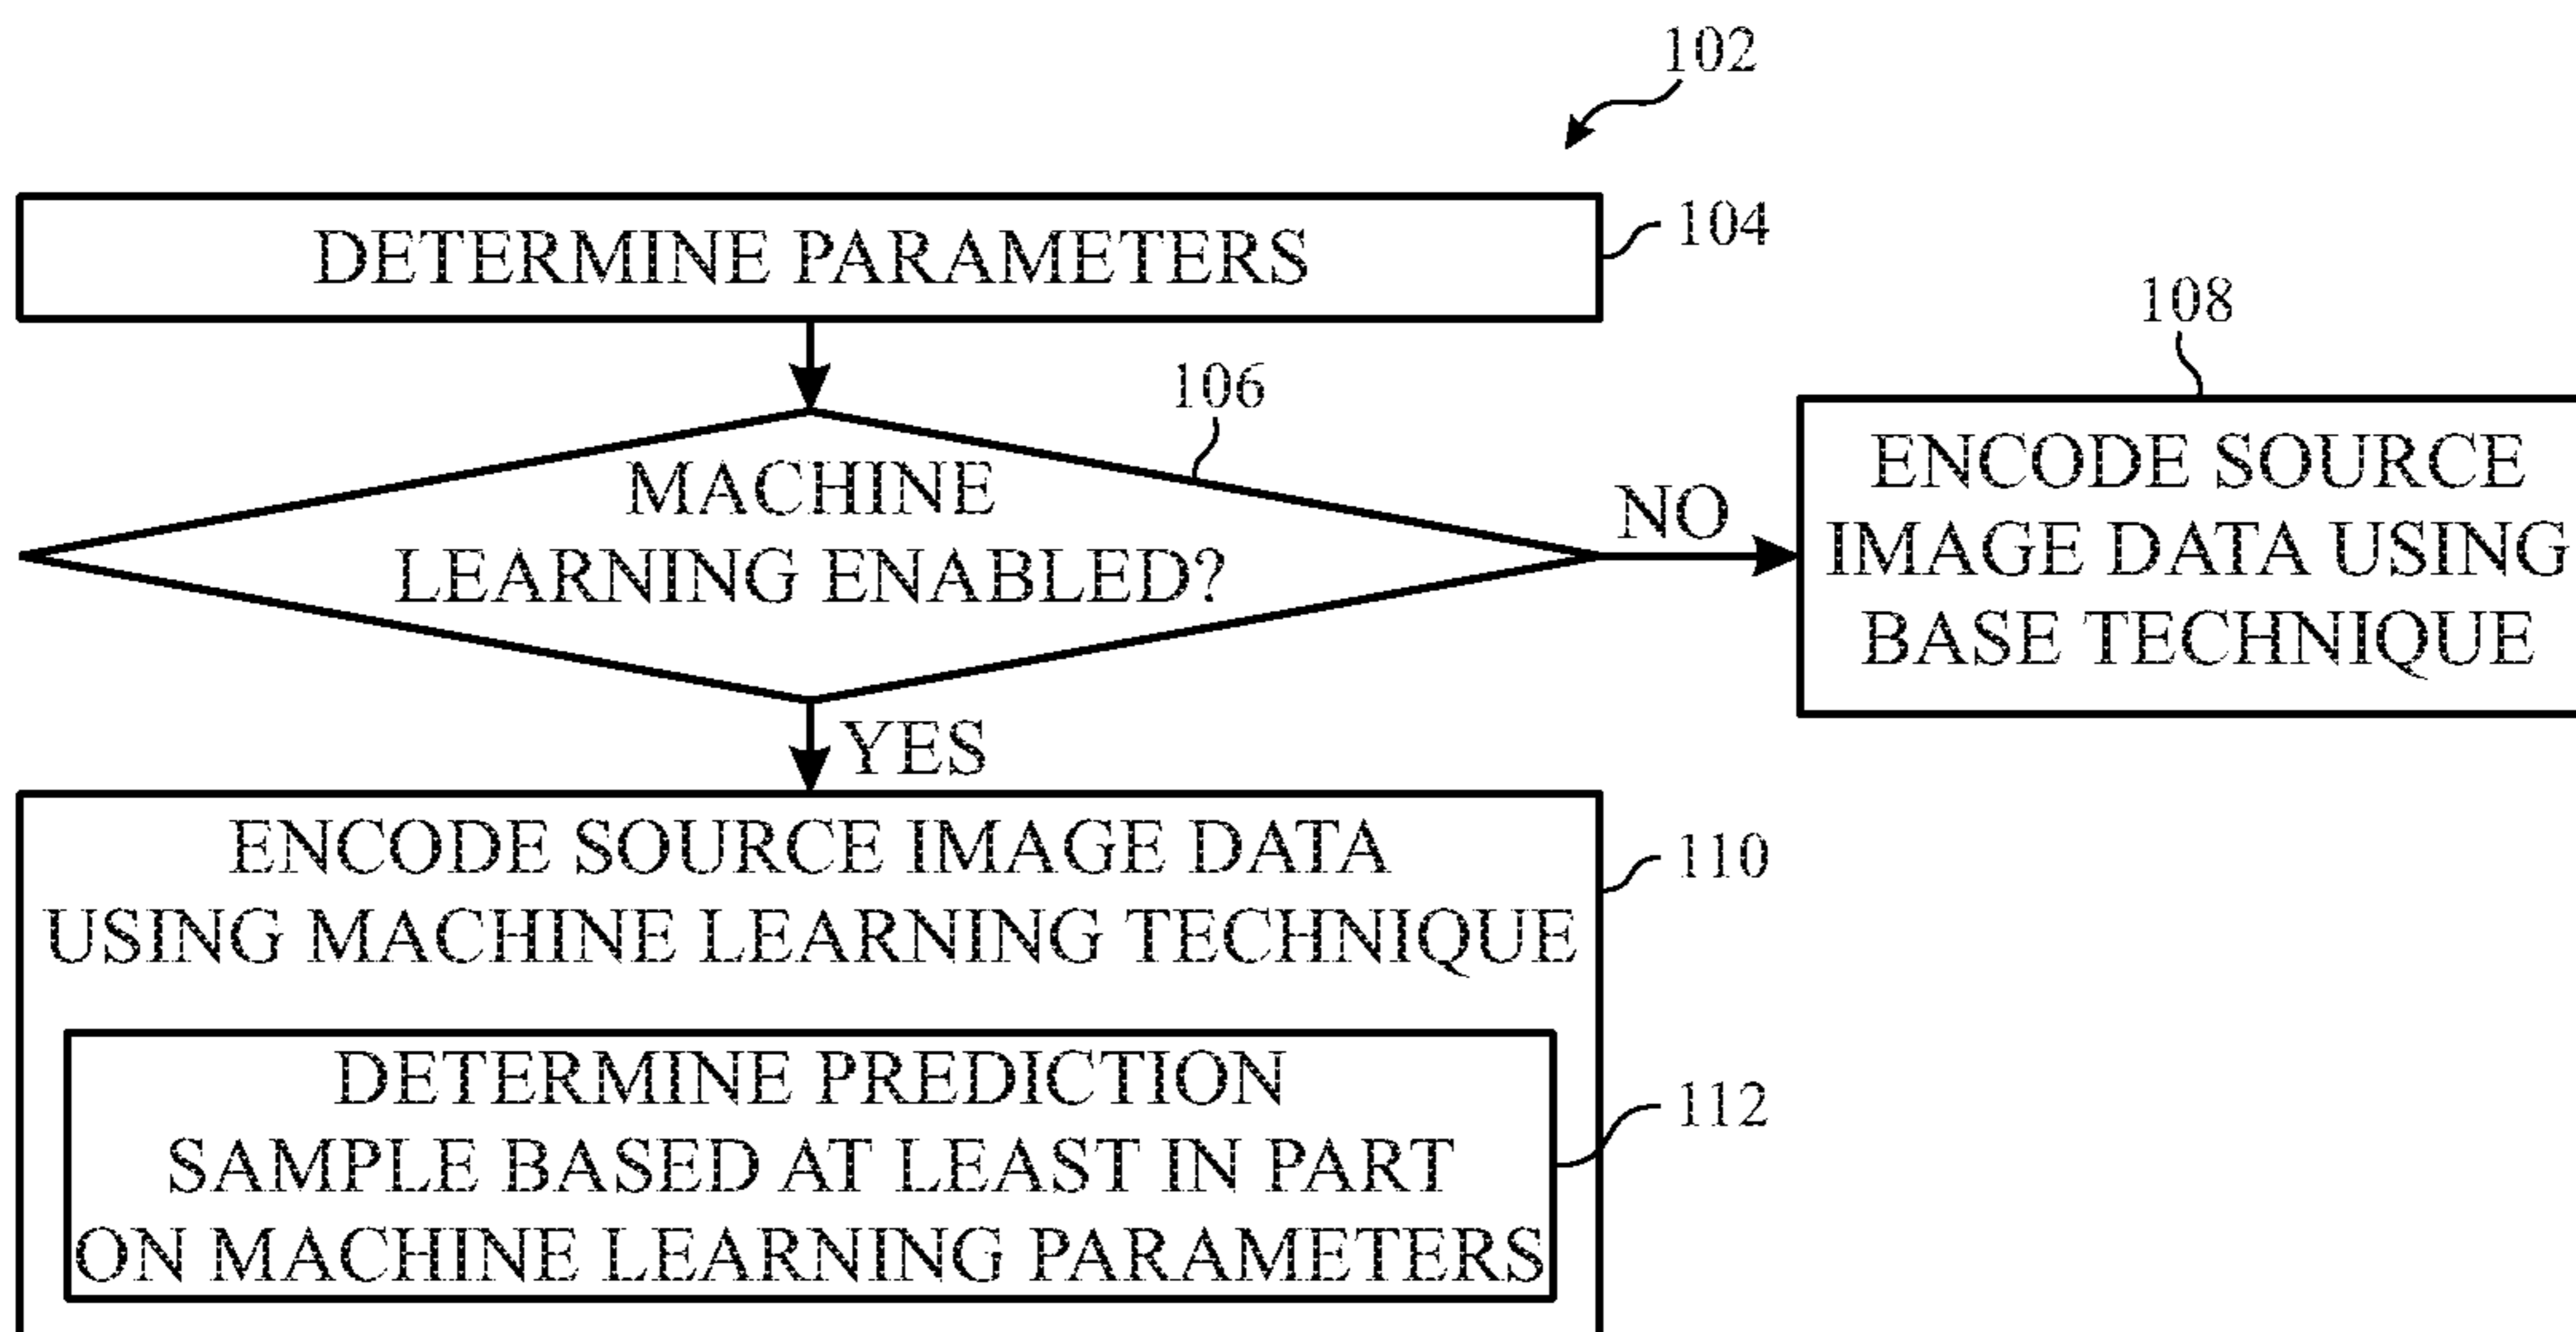 102
DETERMINE PARAMETERS
104
106
MACHINE
LEARNING ENABLED?
NO
108
ENCODE SOURCE
IMAGE DATA USING
BASE TECHNIQUE
YES
ENCODE SOURCE IMAGE DATA
USING MACHINE LEARNING TECHNIQUE
110
DETERMINE PREDICTION
SAMPLE BASED AT LEAST IN PART
ON MACHINE LEARNING PARAMETERS
112